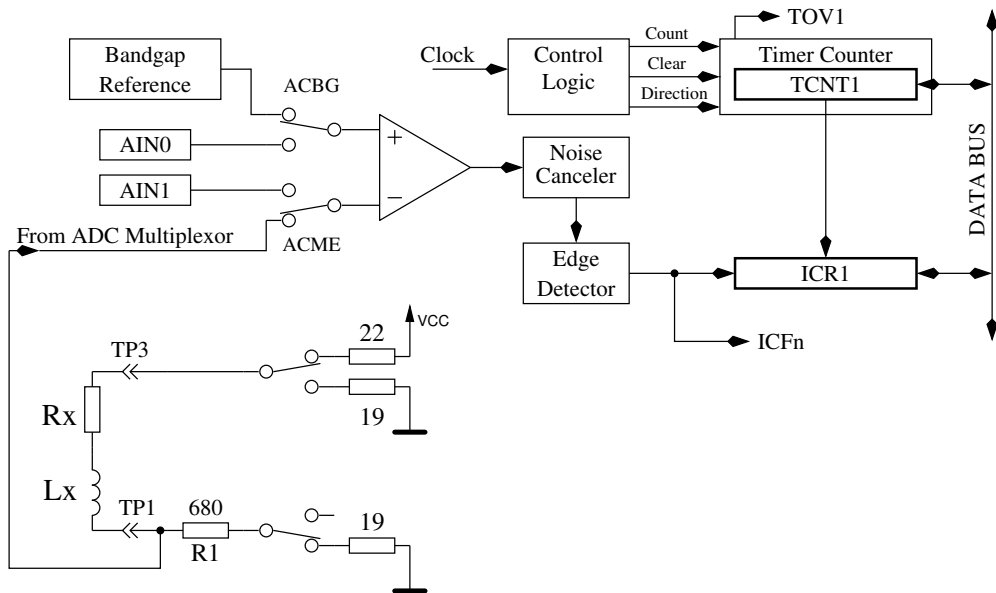 Bandgap
Reference
ACBG
AIN0
AIN1
From ADC Multiplexor
ACME
+
−
Clock
Control
Logic
Count
Clear
Direction
TOV1
Timer Counter
TCNT1
Noise
Canceler
Edge
Detector
ICR1
ICFn
DATA BUS
VCC
22
TP3
19
Rx
Lx
TP1
680
R1
19